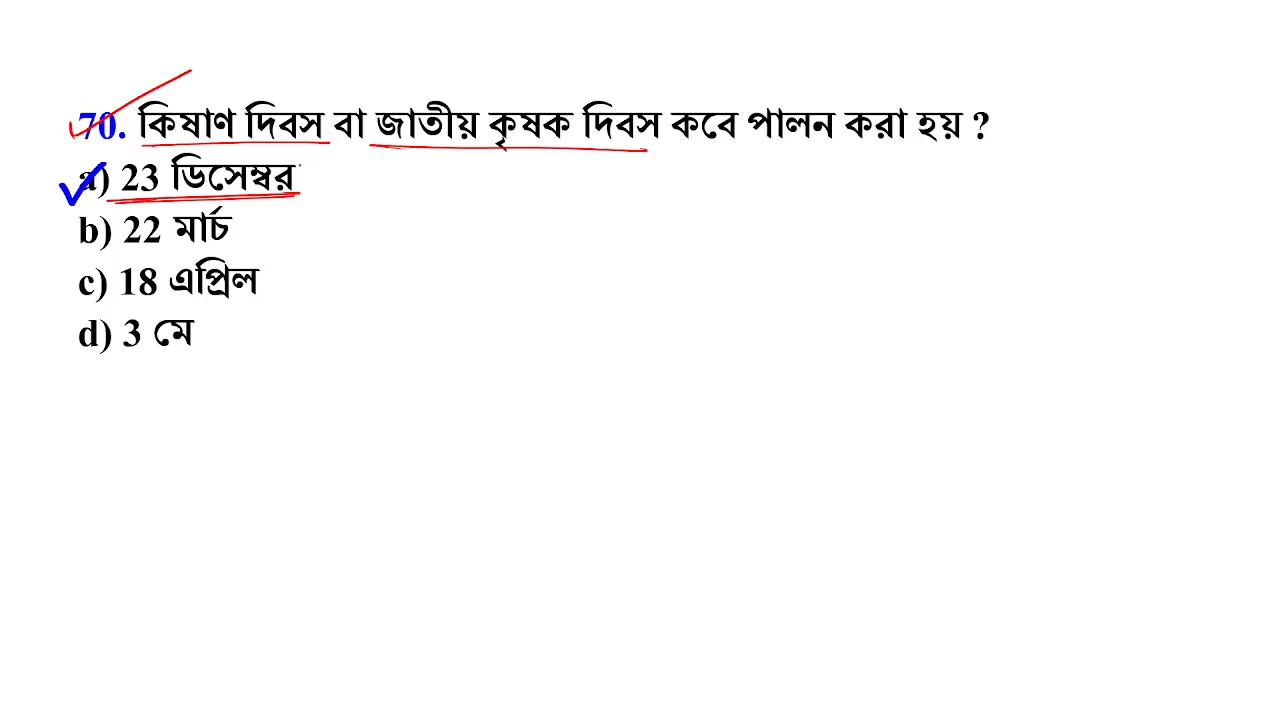 70. কিষাণ দিবস বা জাতীয় কৃষক দিবস কবে পালন করা হয় ?
a) 23 ডিসেম্বর
b) 22 মার্চ
c) 18 এপ্রিল
d) 3 মে